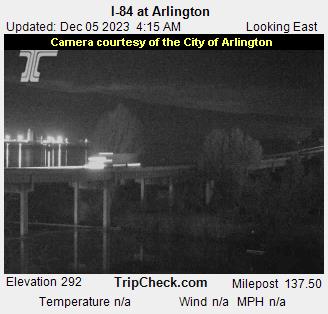 I-84 at Arlington
Updated: Dec 05 2023 4:15 AM Looking East
Camera courtesy of the City of Arlington
Elevation 292 TripCheck.com Milepost 137.50
Temperature n/a Wind n/a MPH n/a